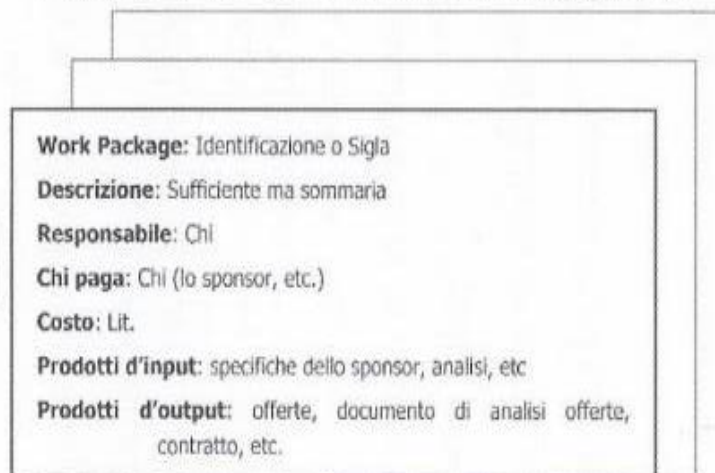 Work Package: Identificazione o Sigla
Descrizione: Sufficiente ma sommaria
Responsabile: Chi
Chi paga: Chi (lo sponsor, etc.)
Costo: Lit.
Prodotti d'input: specifiche dello sponsor, analisi, etc
Prodotti d'output: offerte, documento di analisi offerte,
contratto, etc.